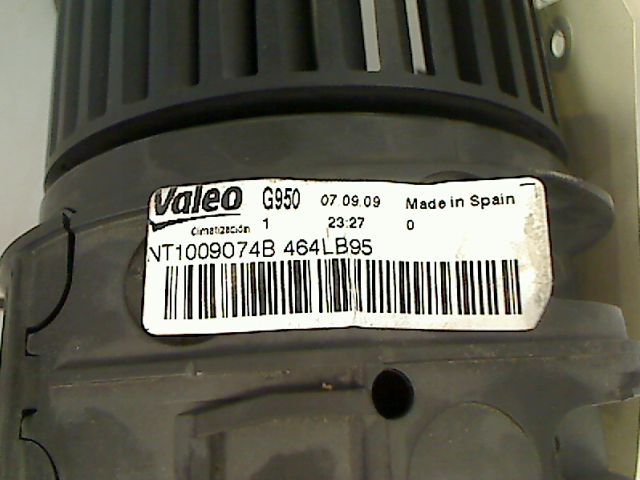 Valeo G950 07.09.09 Made in Spain
Climatización 1 23:27 0
NT1009074B 464LB95